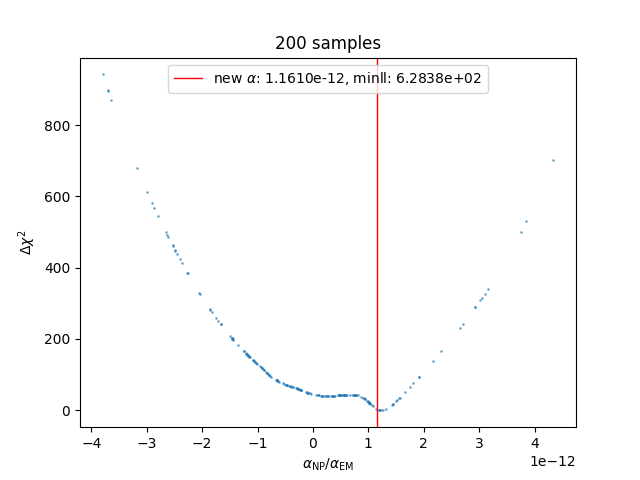 200 samples
new α: 1.1610e-12, minll: 6.2838e+02
Δχ²
800
600
400
200
0
−4 −3 −2 −1 0 1 2 3 4
1e−12
α_NP/α_EM